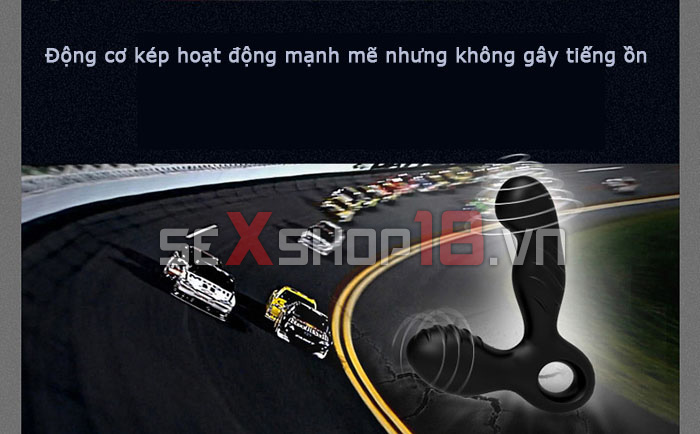 Động cơ kép hoạt động mạnh mẽ nhưng không gây tiếng ồn
seXshop18.vn